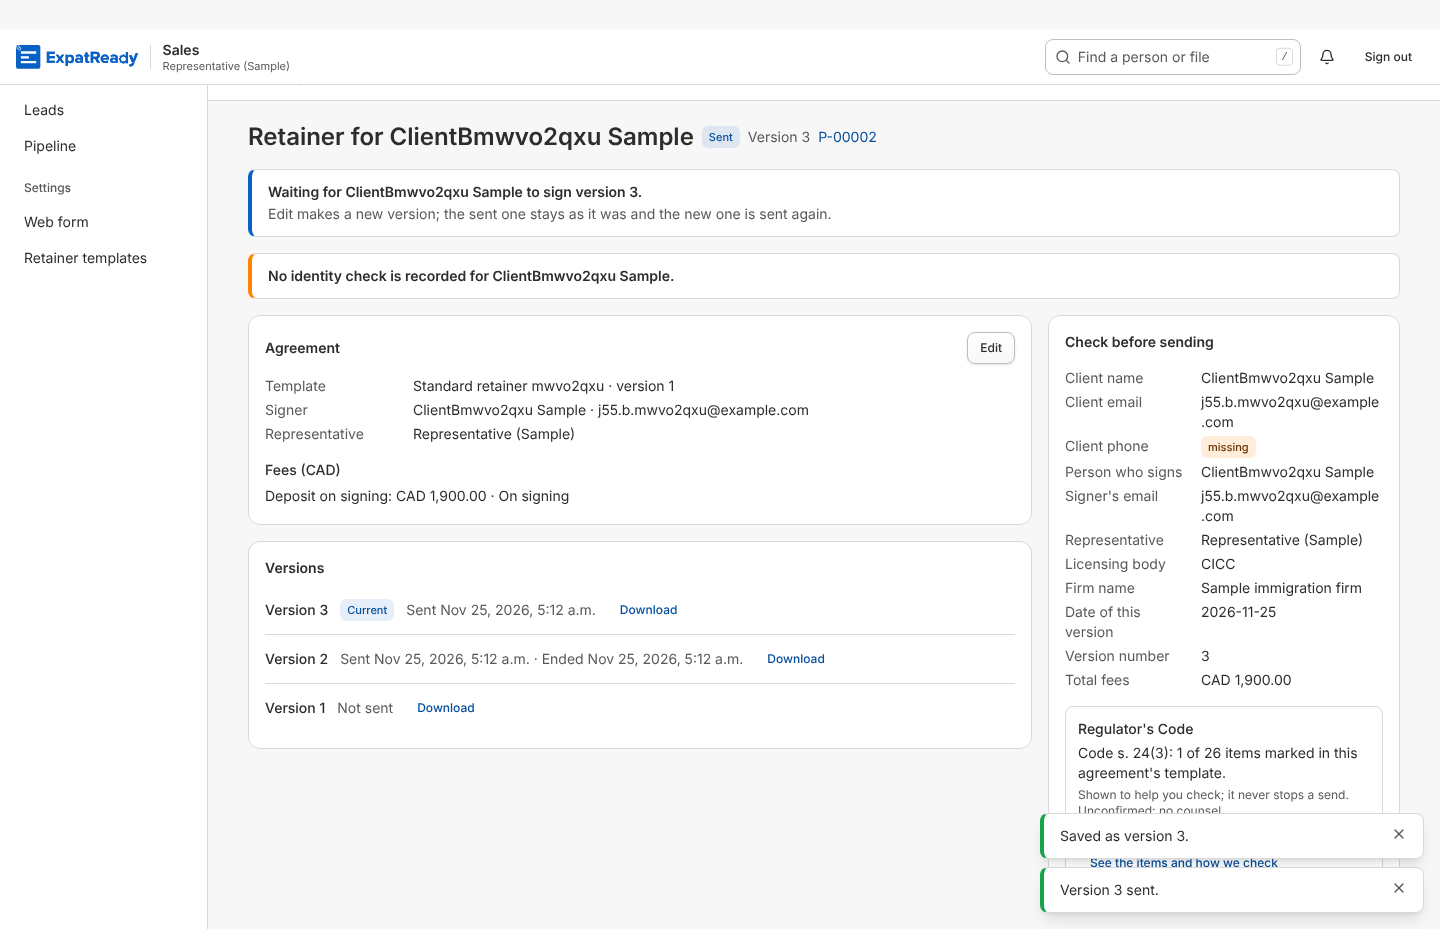 ExpatReady
Sales
Representative (Sample)
Find a person or file
/
Sign out
Leads
Pipeline
Settings
Web form
Retainer templates
Retainer for ClientBmwvo2qxu Sample
Sent
Version 3
P-00002
Waiting for ClientBmwvo2qxu Sample to sign version 3.
Edit makes a new version; the sent one stays as it was and the new one is sent again.
No identity check is recorded for ClientBmwvo2qxu Sample.
Agreement
Edit
Template
Standard retainer mwvo2qxu · version 1
Signer
ClientBmwvo2qxu Sample · j55.b.mwvo2qxu@example.com
Representative
Representative (Sample)
Fees (CAD)
Deposit on signing: CAD 1,900.00 · On signing
Versions
Version 3
Current
Sent Nov 25, 2026, 5:12 a.m.
Download
Version 2
Sent Nov 25, 2026, 5:12 a.m. · Ended Nov 25, 2026, 5:12 a.m.
Download
Version 1
Not sent
Download
Check before sending
Client name
ClientBmwvo2qxu Sample
Client email
j55.b.mwvo2qxu@example
.com
Client phone
missing
Person who signs
ClientBmwvo2qxu Sample
Signer's email
j55.b.mwvo2qxu@example
.com
Representative
Representative (Sample)
Licensing body
CICC
Firm name
Sample immigration firm
Date of this
version
2026-11-25
Version number
3
Total fees
CAD 1,900.00
Regulator's Code
Code s. 24(3): 1 of 26 items marked in this
agreement's template.
Shown to help you check; it never stops a send.
Unconfirmed: no counsel
Saved as version 3.
See the items and how we check
Version 3 sent.